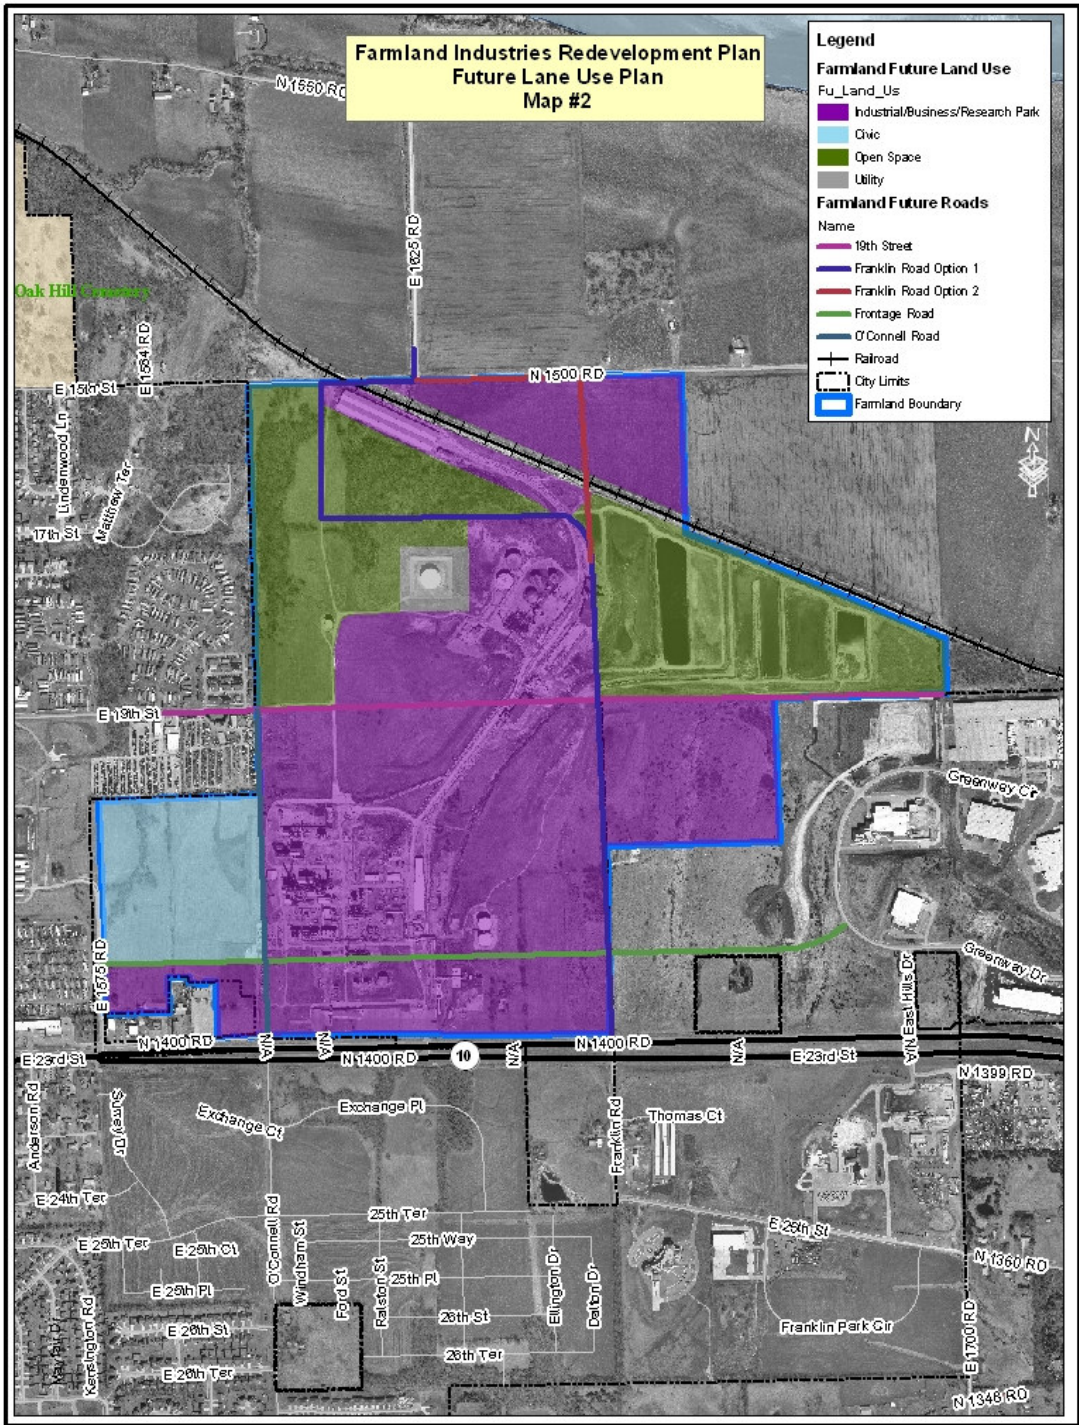 Farmland Industries Redevelopment Plan
Future Lane Use Plan
Map #2
Legend
Farmland Future Land Use
Fu_Land_Us
Industrial/Business/Research Park
Civic
Open Space
Utility
Farmland Future Roads
Name
19th Street
Franklin Road Option 1
Franklin Road Option 2
Frontage Road
O'Connell Road
Railroad
City Limits
Farmland Boundary
N 1550 RD
E 1625 RD
Oak Hill Cemetery
E 1584 RD
E 15th St
N 1500 RD
Lindenwood Ln
Matthew Ter
17th St
N
E 19th St
Greenway Cir
E 1575 RD
Greenway Dr
East Hills Dr
N 1400 RD
N/A
N/A
N 1400 RD
N/A
N 1400 RD
N/A
E 23rd St
N/A
E 23rd St
10
N 1399 RD
Anderson Rd
Surrey Dr
Exchange Ct
Exchange Pl
Franklin Rd
Thomas Ct
E 24th Ter
O'Connell Rd
Windham St
25th Ter
E 25th St
E 25th Ter
E 25th Ct
25th Way
N 1360 RD
E 25th Pl
Ford St
Ralston St
25th Pl
Ellington Dr
Dalton Dr
Kensington Rd
E 26th St
26th St
Franklin Park Cir
E 1700 RD
E 26th Ter
26th Ter
N 1348 RD